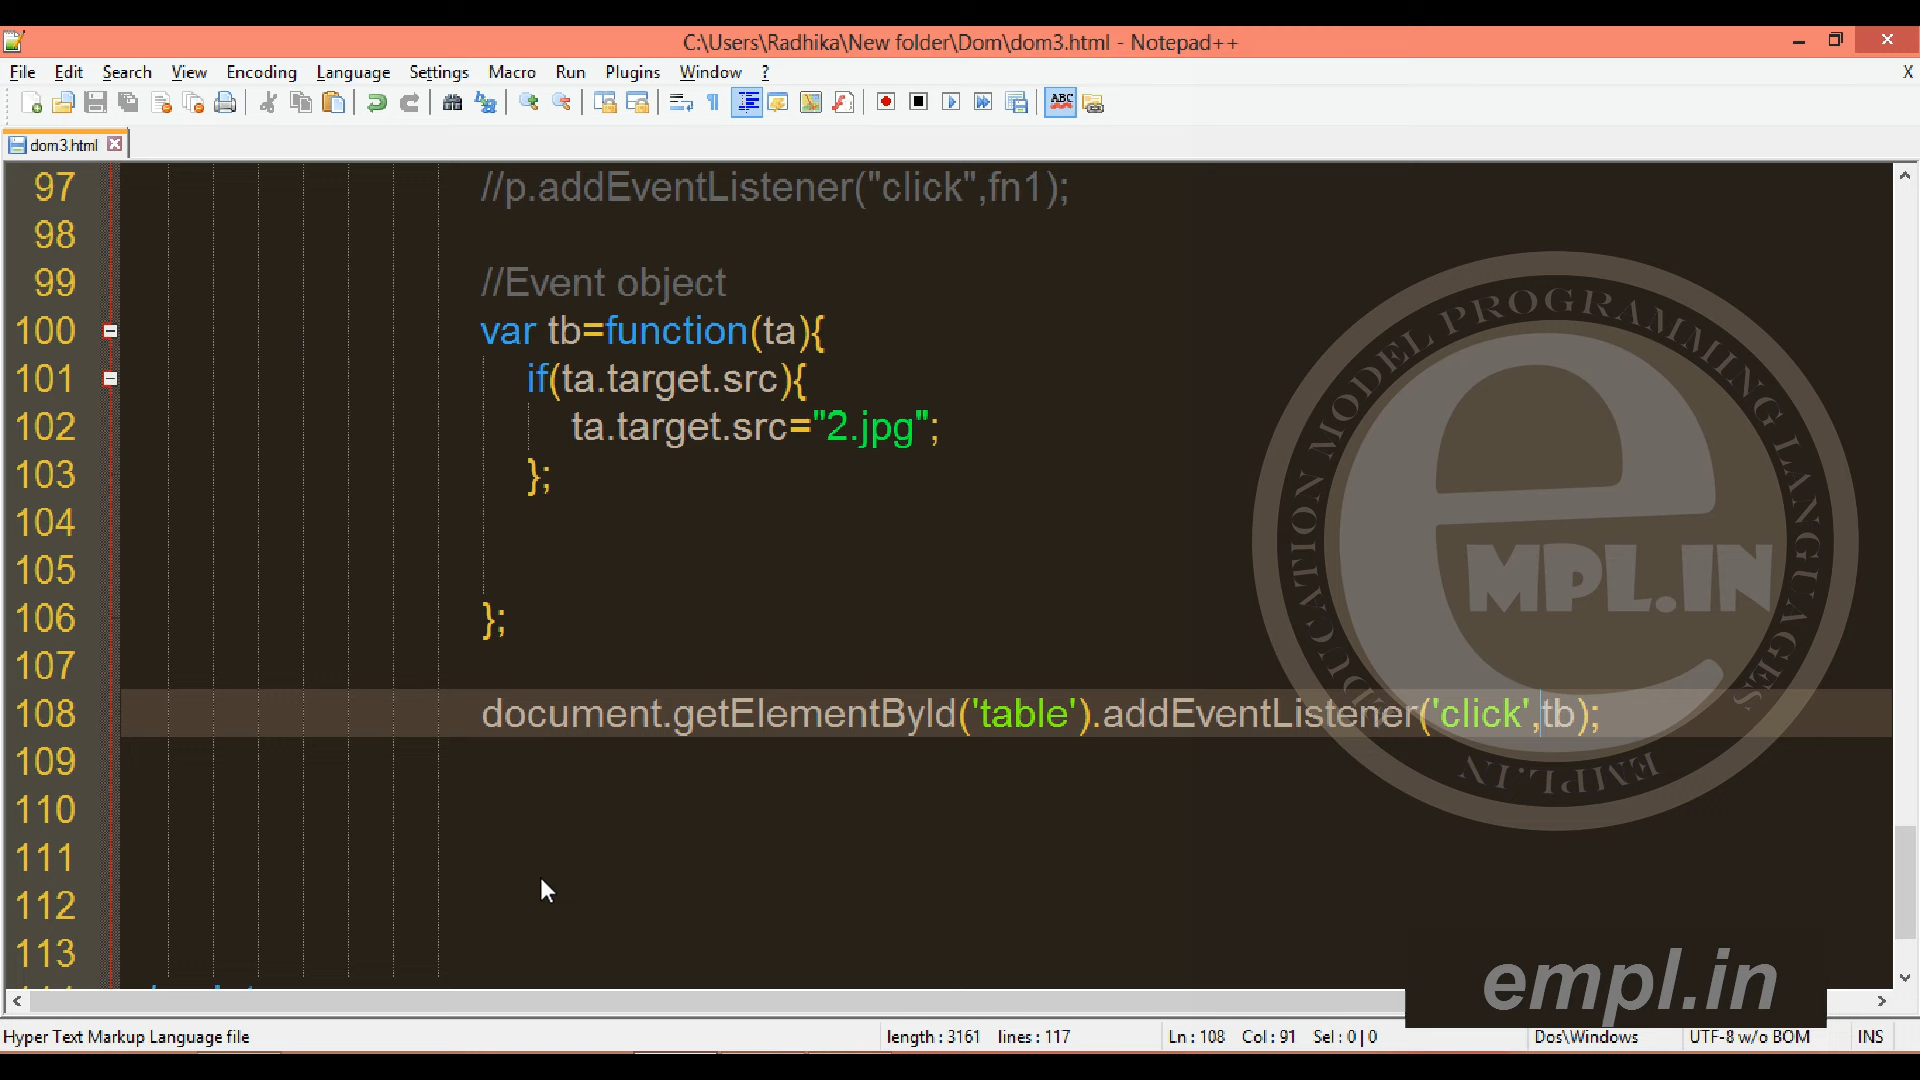 C:\Users\Radhika\New folder\Dom\dom3.html - Notepad++
File Edit Search View Encoding Language Settings Macro Run Plugins Window ? X
ABC
dom3.html
97 //p.addEventListener("click",fn1);
98
99 //Event object
100 var tb=function(ta){
101 if(ta.target.src){
102 ta.target.src="2.jpg";
103 };
104
105
106 };
107
108 document.getElementById('table').addEventListener('click',tb);
109
110
111
112
113
EDUCATION MODEL PROGRAMMING LANGUAGES
eMPL.IN
EMPL.IN
empl.in
Hyper Text Markup Language file length : 3161 lines : 117 Ln : 108 Col : 91 Sel : 0 | 0 Dos\Windows UTF-8 w/o BOM INS